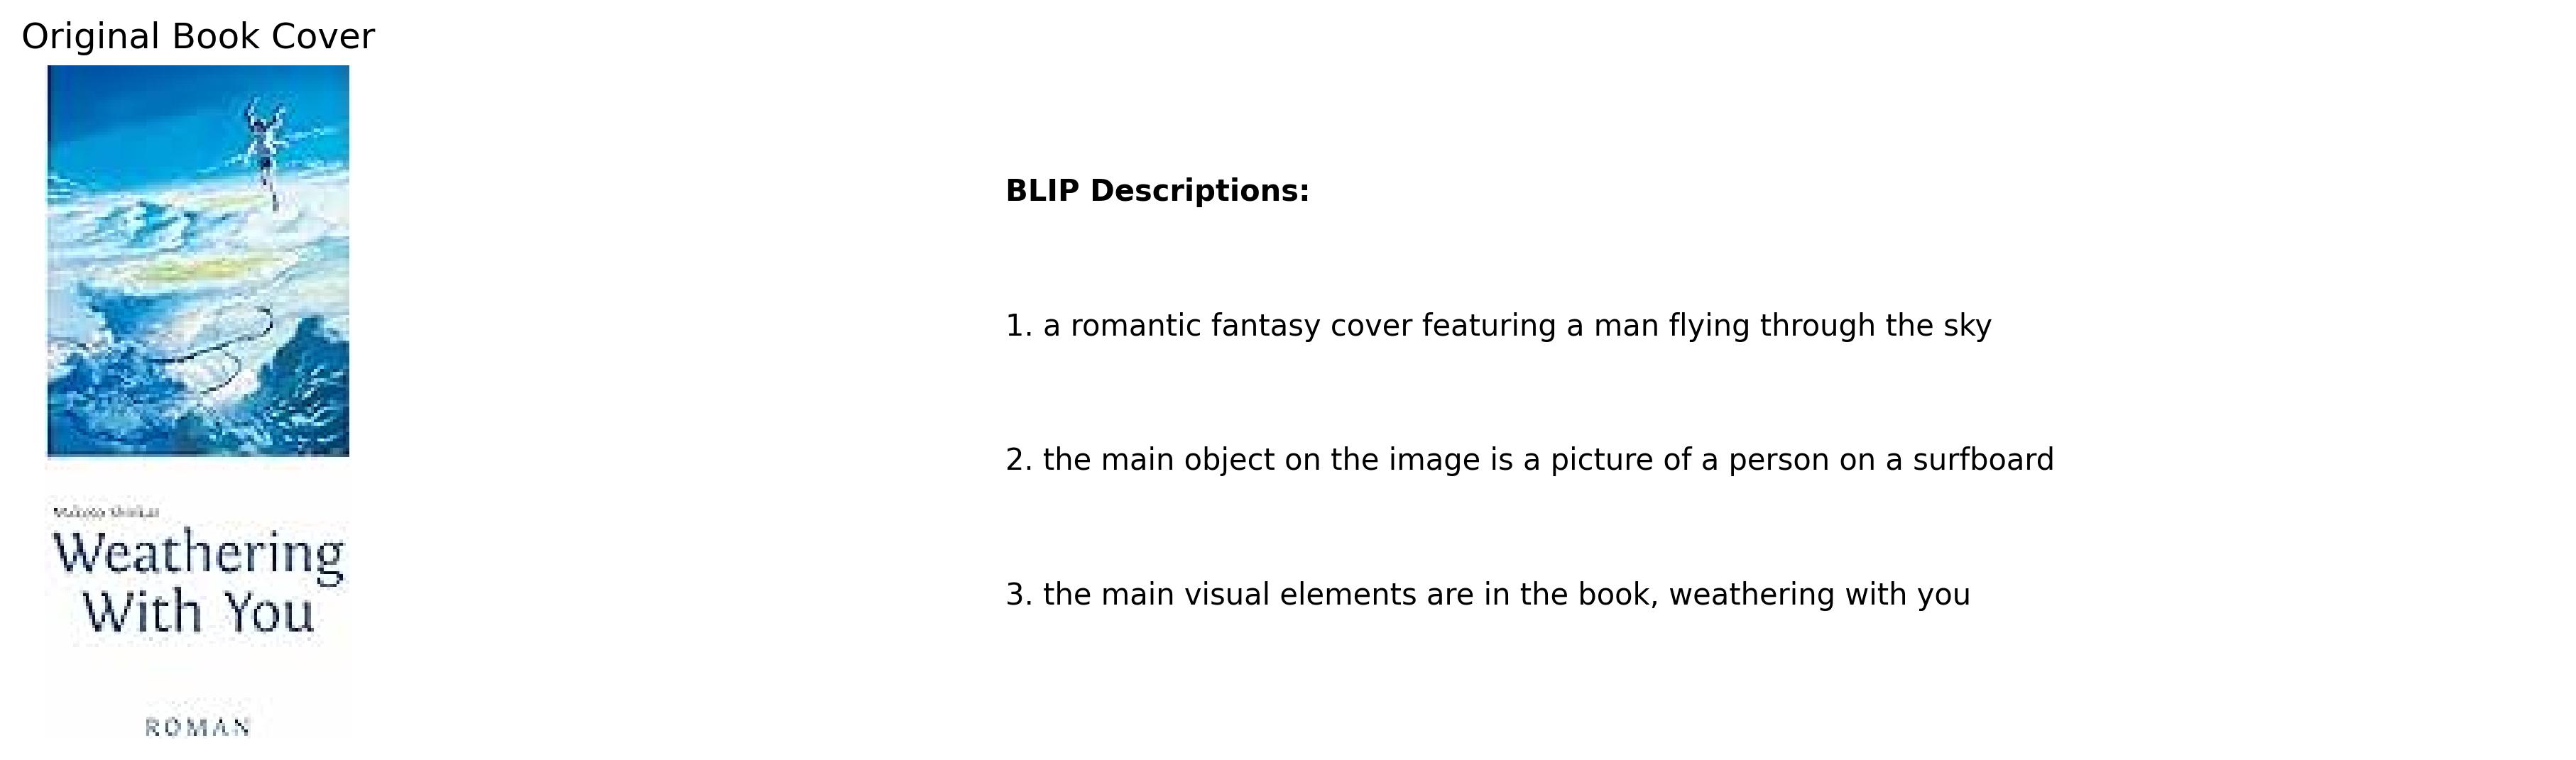 Original Book Cover
Makoto Shinkai
Weathering
With You
ROMAN
BLIP Descriptions:
1. a romantic fantasy cover featuring a man flying through the sky
2. the main object on the image is a picture of a person on a surfboard
3. the main visual elements are in the book, weathering with you